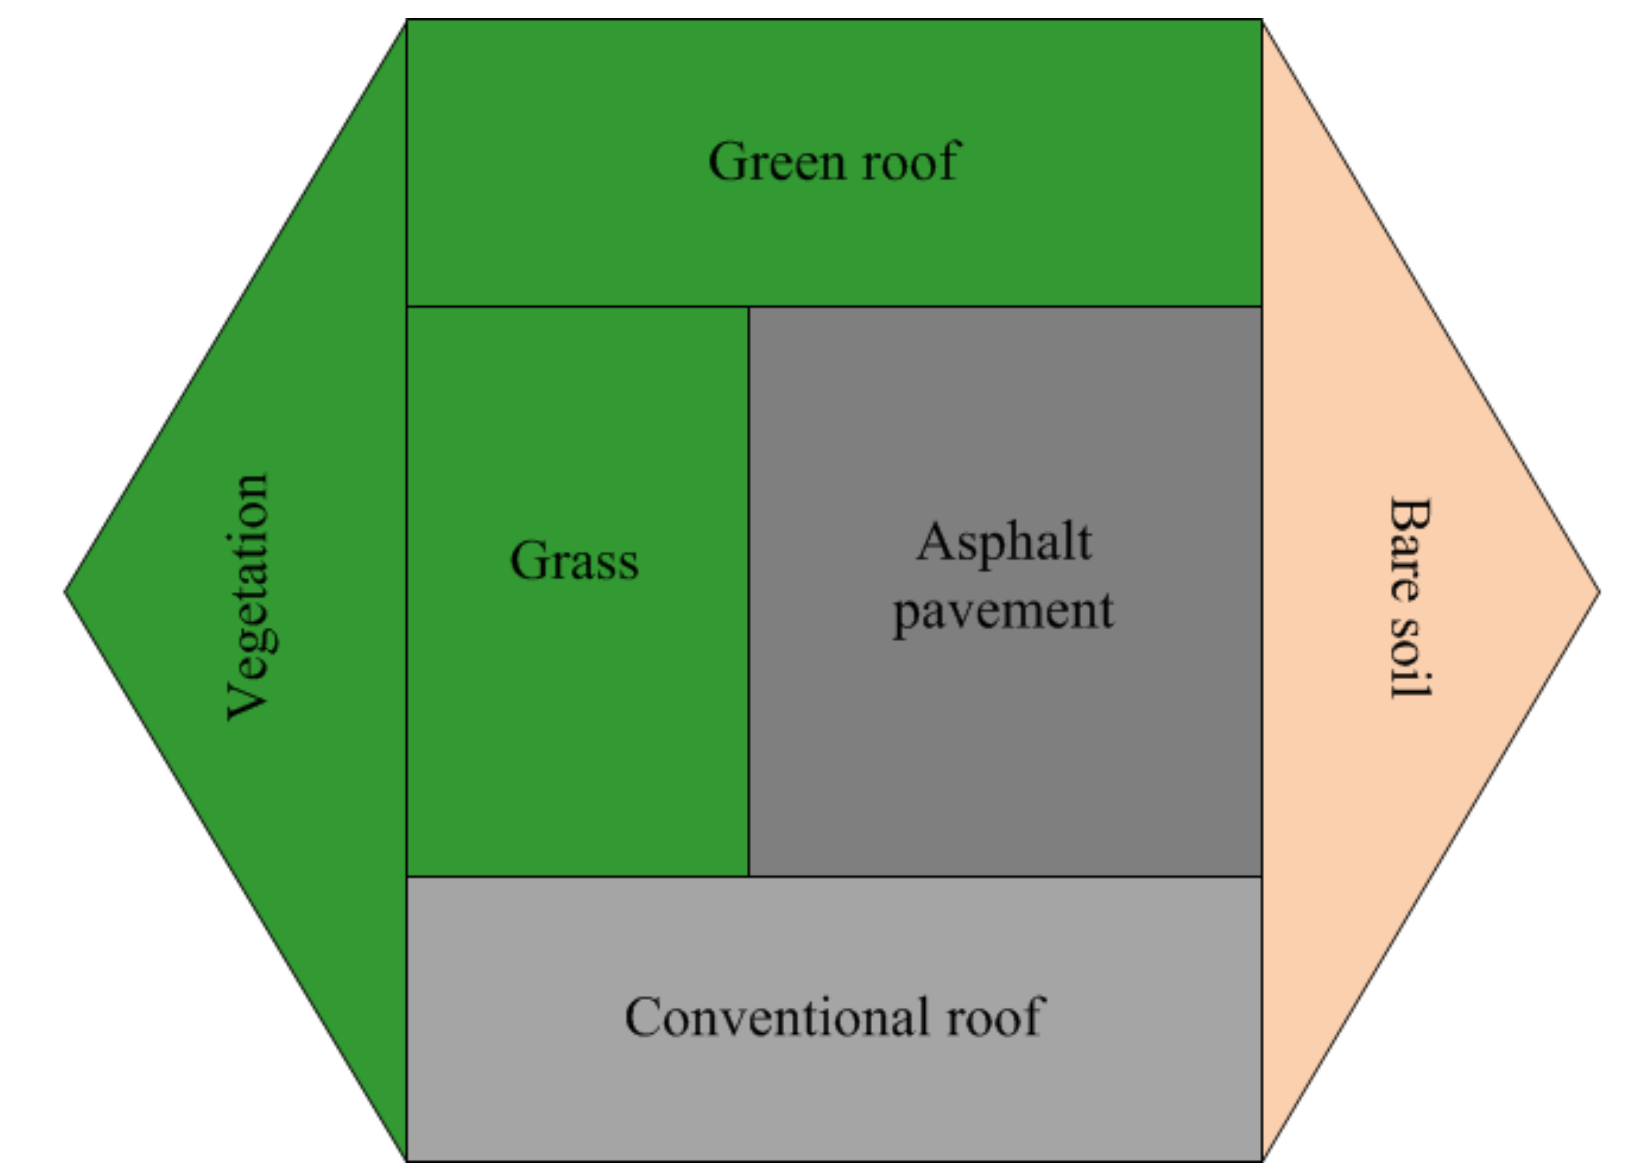 Green roof
Vegetation
Grass
Asphalt
pavement
Bare soil
Conventional roof